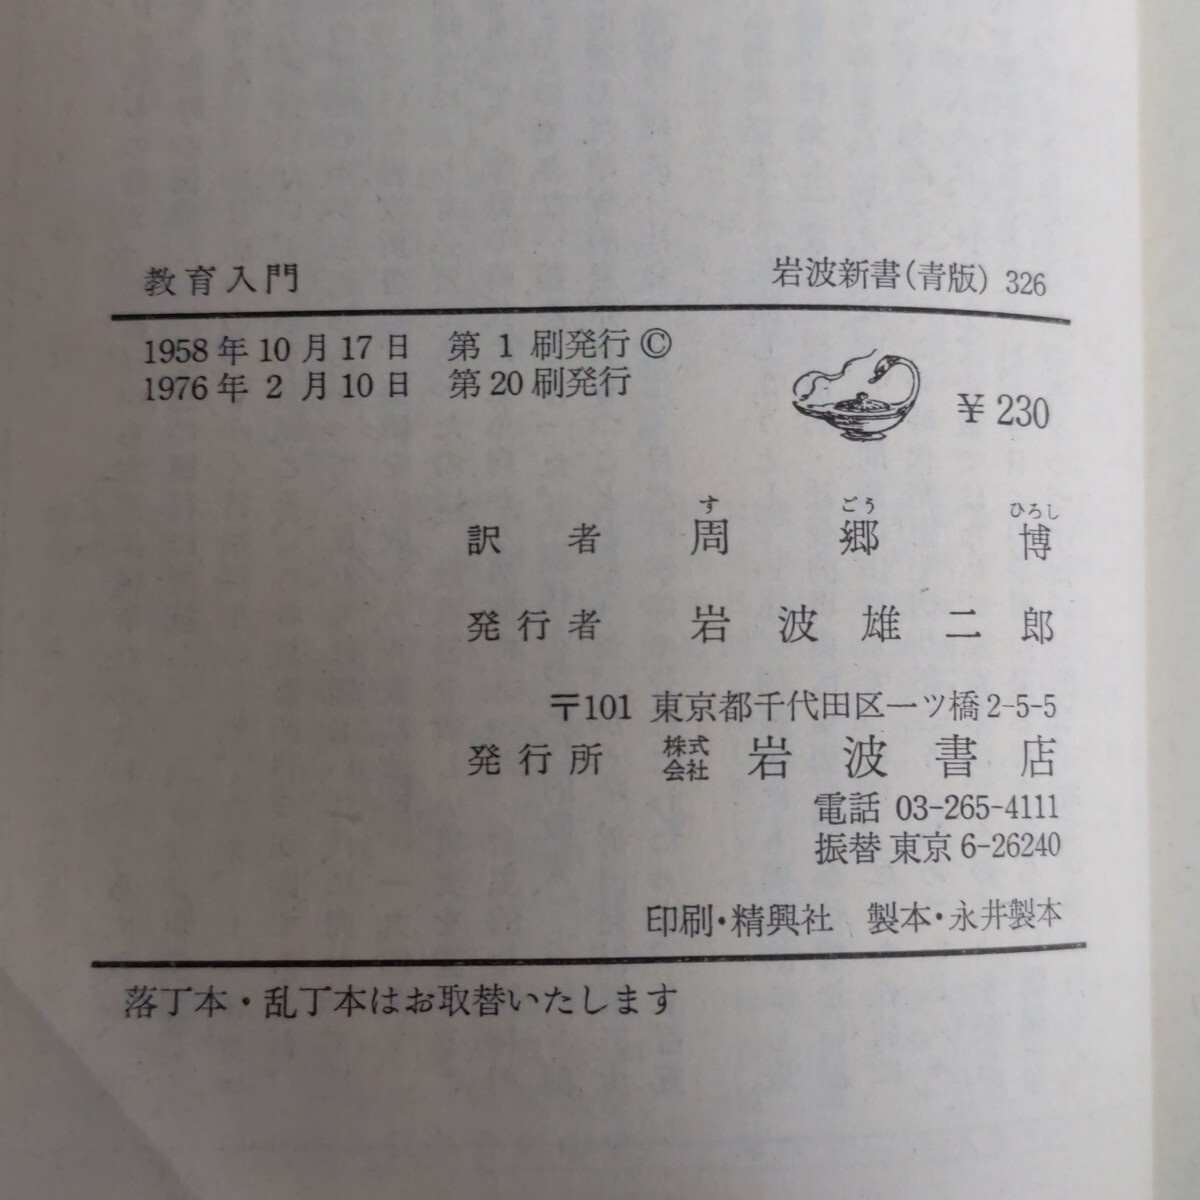 教育入門 岩波新書(青版) 326
1958年10月17日 第 1 刷発行 ©
1976年 2 月10日 第20刷発行
¥ 230
す ごう ひろし
訳者 周郷博
発行者 岩波雄二郎
〒101 東京都千代田区一ツ橋2-5-5
発行所 株式会社 岩波書店
電話 03-265-4111
振替 東京 6-26240
印刷・精興社 製本・永井製本
落丁本・乱丁本はお取替いたします